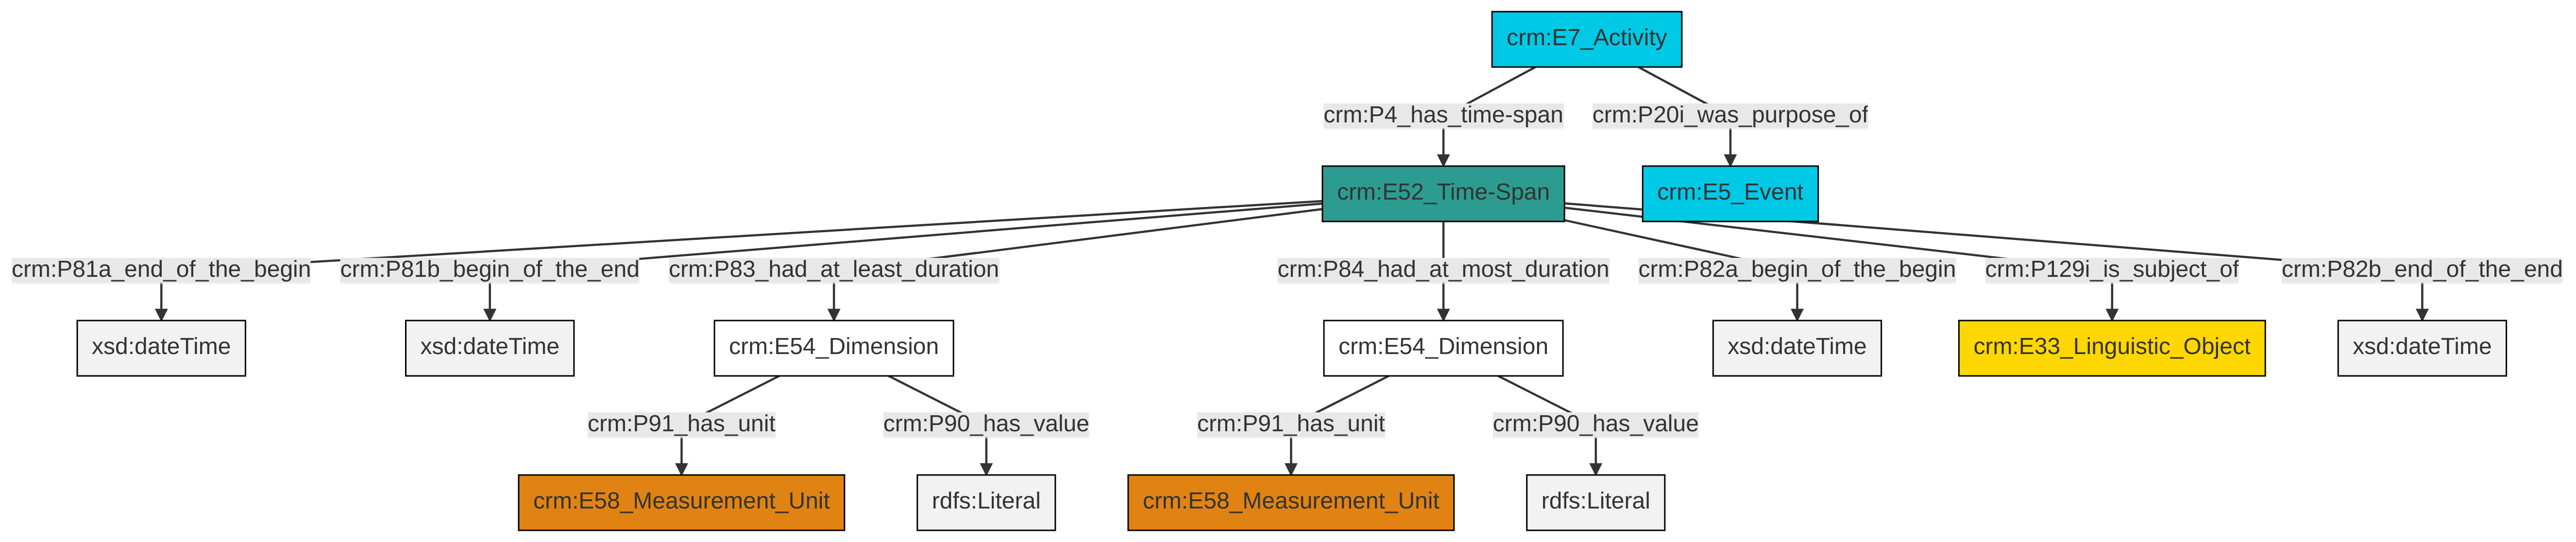 crm:E7_Activity
crm:P4_has_time-span
crm:P20i_was_purpose_of
crm:E52_Time-Span
crm:E5_Event
crm:P81a_end_of_the_begin
crm:P81b_begin_of_the_end
crm:P83_had_at_least_duration
crm:P84_had_at_most_duration
crm:P82a_begin_of_the_begin
crm:P129i_is_subject_of
crm:P82b_end_of_the_end
xsd:dateTime
xsd:dateTime
crm:E54_Dimension
crm:E54_Dimension
xsd:dateTime
crm:E33_Linguistic_Object
xsd:dateTime
crm:P91_has_unit
crm:P90_has_value
crm:P91_has_unit
crm:P90_has_value
crm:E58_Measurement_Unit
rdfs:Literal
crm:E58_Measurement_Unit
rdfs:Literal